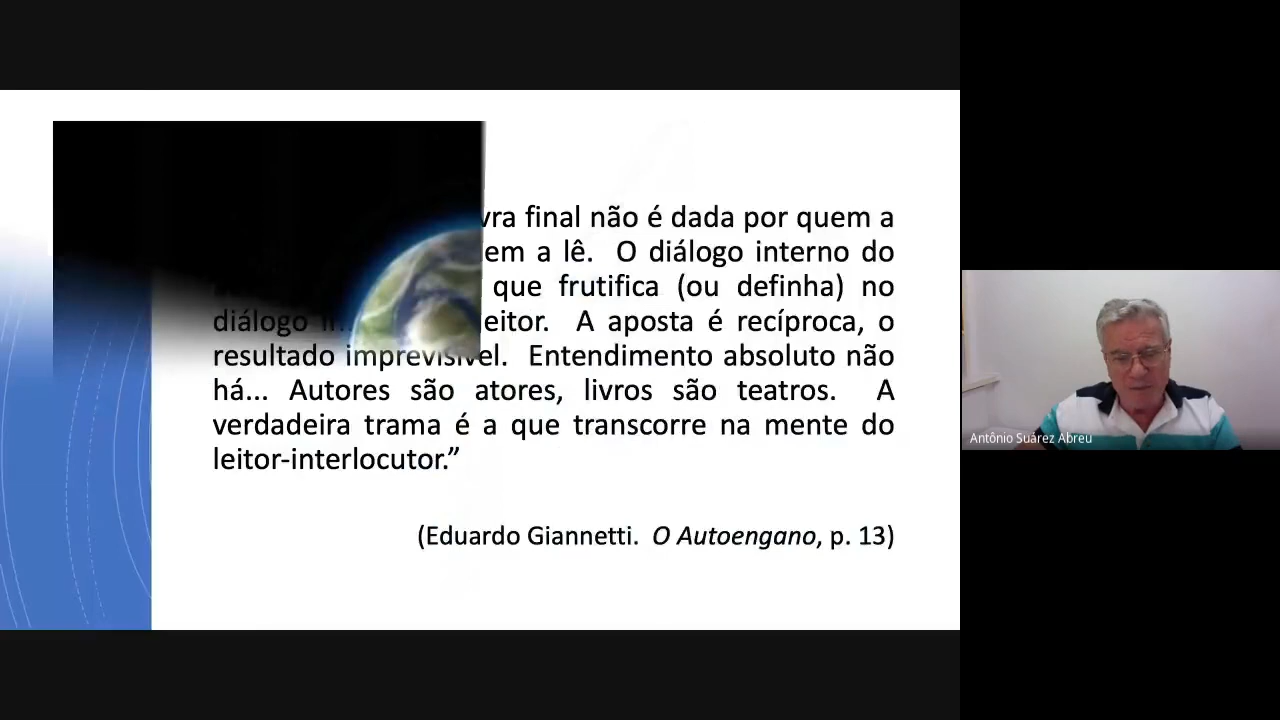 final não é dada por quem a
a lê. O diálogo interno do
que frutifica (ou definha) no
diálogo leitor. A aposta é recíproca, o
resultado imprevisível. Entendimento absoluto não
há... Autores são atores, livros são teatros. A
verdadeira trama é a que transcorre na mente do
leitor-interlocutor.”
(Eduardo Giannetti. O Autoengano, p. 13)
Antônio Suárez Abreu